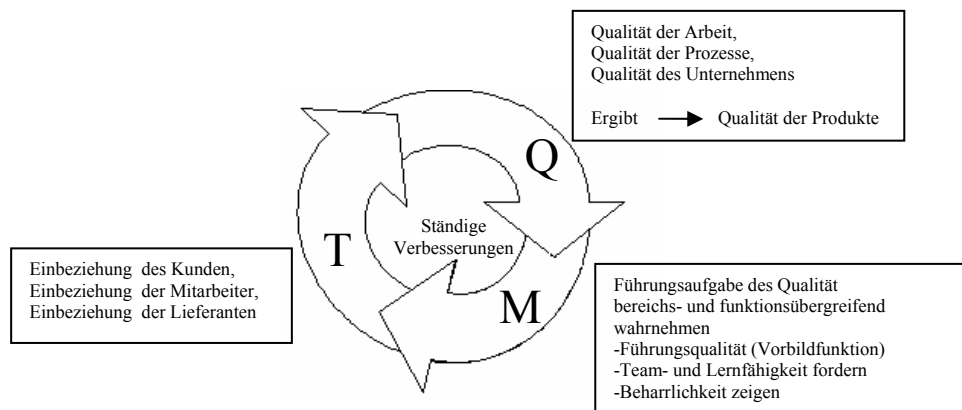 Qualität der Arbeit,
Qualität der Prozesse,
Qualität des Unternehmens
Ergibt → Qualität der Produkte
Q
T
Ständige
Verbesserungen
M
Einbeziehung des Kunden,
Einbeziehung der Mitarbeiter,
Einbeziehung der Lieferanten
Führungsaufgabe des Qualität
bereichs- und funktionsübergreifend
wahrnehmen
-Führungsqualität (Vorbildfunktion)
-Team- und Lernfähigkeit fordern
-Beharrlichkeit zeigen